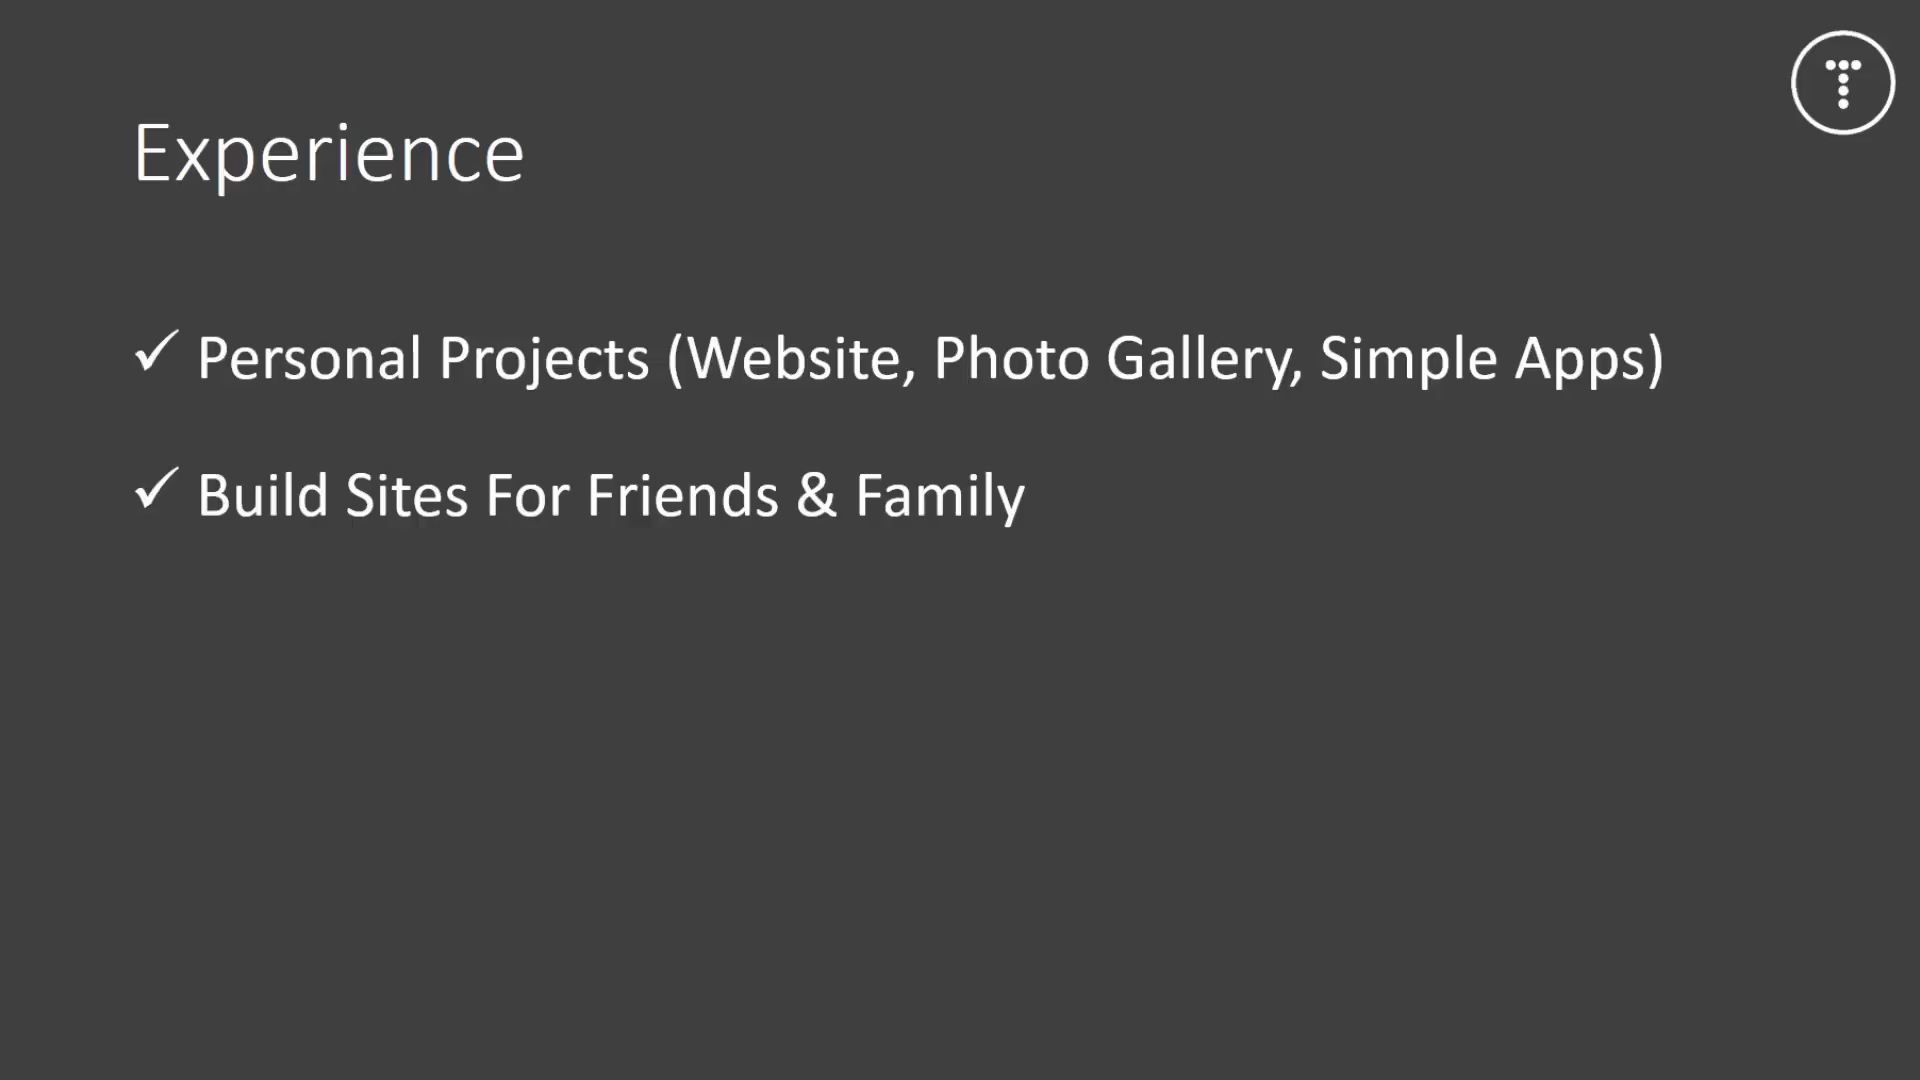 Experience
Personal Projects (Website, Photo Gallery, Simple Apps)
Build Sites For Friends & Family